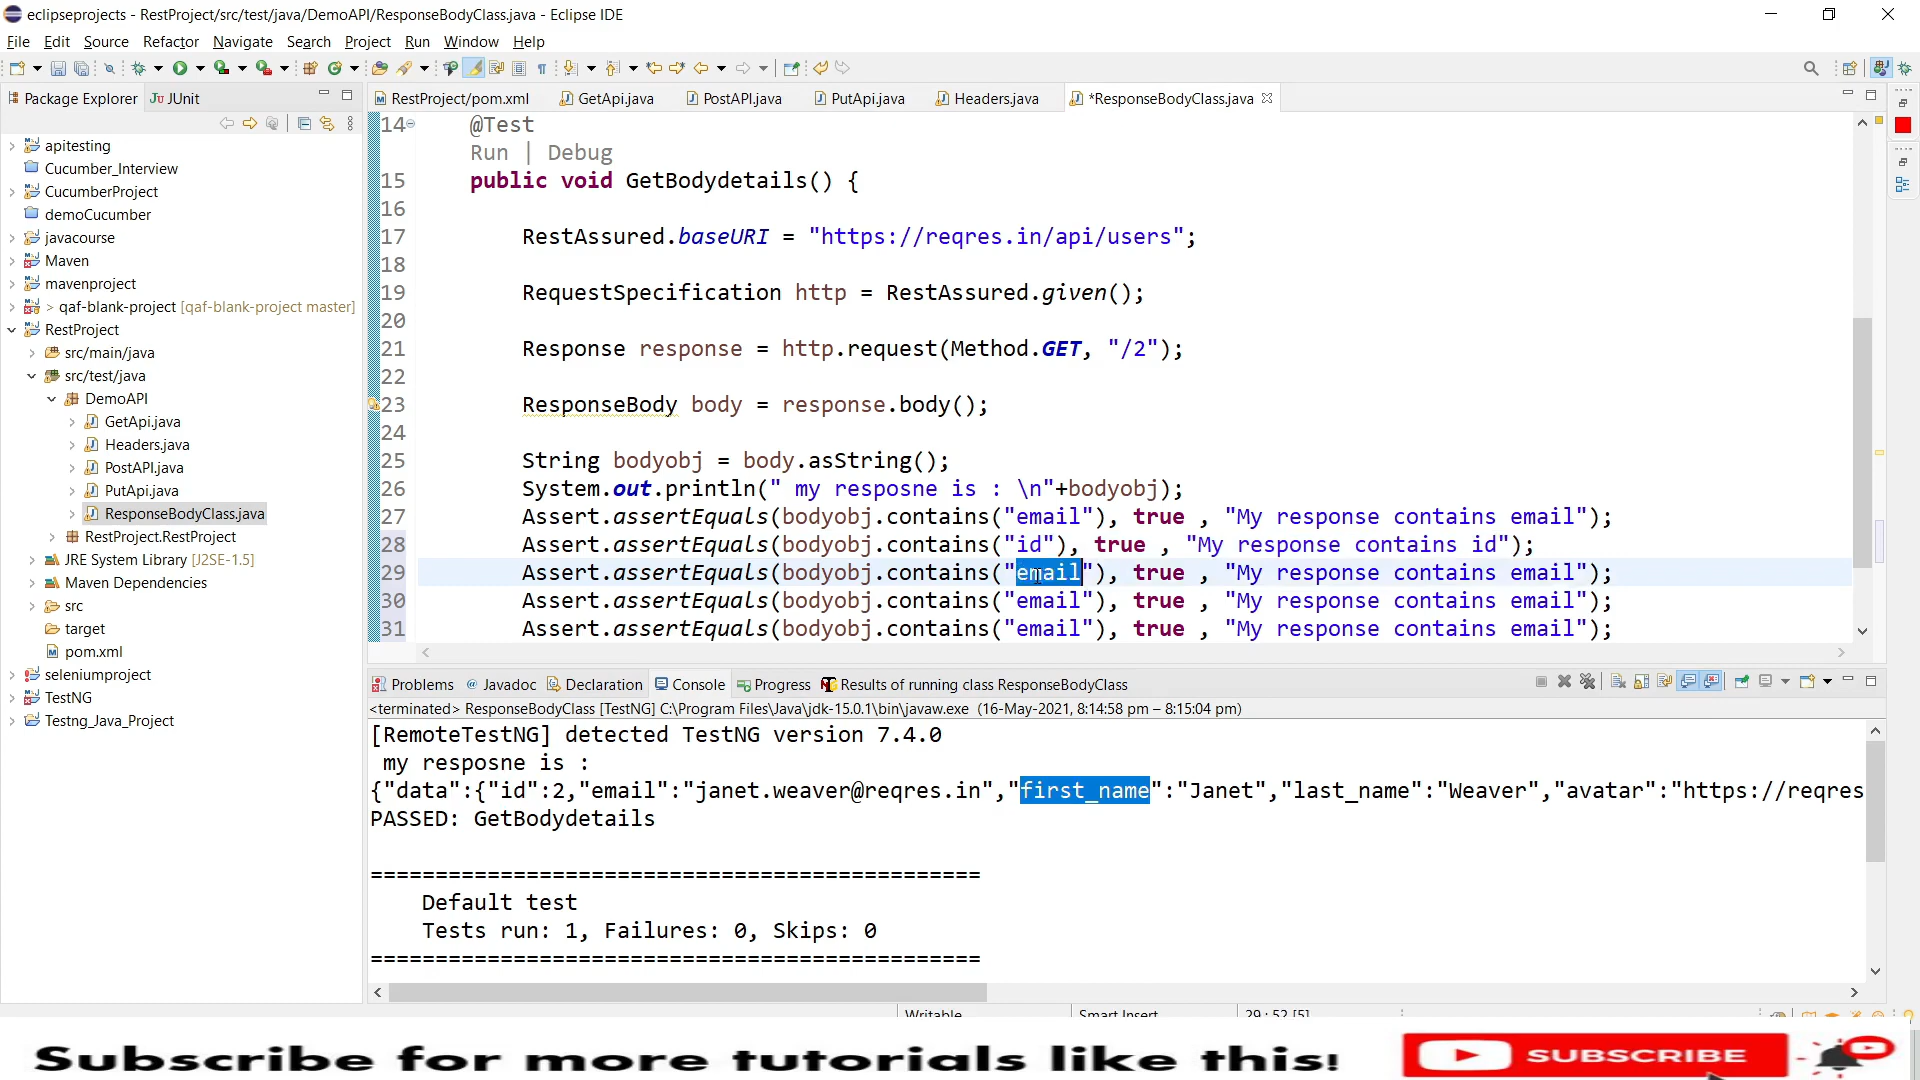 eclipseprojects - RestProject/src/test/java/DemoAPI/ResponseBodyClass.java - Eclipse IDE
File Edit Source Refactor Navigate Search Project Run Window Help
Package Explorer JUnit
RestProject/pom.xml GetApi.java PostAPI.java PutApi.java Headers.java *ResponseBodyClass.java
apitesting
Cucumber_Interview
CucumberProject
demoCucumber
javacourse
Maven
mavenproject
> qaf-blank-project [qaf-blank-project master]
RestProject
src/main/java
src/test/java
DemoAPI
GetApi.java
Headers.java
PostAPI.java
PutApi.java
ResponseBodyClass.java
RestProject.RestProject
JRE System Library [J2SE-1.5]
Maven Dependencies
src
target
pom.xml
seleniumproject
TestNG
Testng_Java_Project
14 @Test
Run | Debug
15 public void GetBodydetails() {
16
17 RestAssured.baseURI = "https://reqres.in/api/users";
18
19 RequestSpecification http = RestAssured.given();
20
21 Response response = http.request(Method.GET, "/2");
22
23 ResponseBody body = response.body();
24
25 String bodyobj = body.asString();
26 System.out.println(" my resposne is : \n"+bodyobj);
27 Assert.assertEquals(bodyobj.contains("email"), true , "My response contains email");
28 Assert.assertEquals(bodyobj.contains("id"), true , "My response contains id");
29 Assert.assertEquals(bodyobj.contains("email"), true , "My response contains email");
30 Assert.assertEquals(bodyobj.contains("email"), true , "My response contains email");
31 Assert.assertEquals(bodyobj.contains("email"), true , "My response contains email");
Problems @ Javadoc Declaration Console Progress Results of running class ResponseBodyClass
<terminated> ResponseBodyClass [TestNG] C:\Program Files\Java\jdk-15.0.1\bin\javaw.exe (16-May-2021, 8:14:58 pm – 8:15:04 pm)
[RemoteTestNG] detected TestNG version 7.4.0
my resposne is :
{"data":{"id":2,"email":"janet.weaver@reqres.in","first_name":"Janet","last_name":"Weaver","avatar":"https://reqres
PASSED: GetBodydetails
===============================================
Default test
Tests run: 1, Failures: 0, Skips: 0
===============================================
Writable Smart Insert 29 : 52 [5]
Subscribe for more tutorials like this! SUBSCRIBE